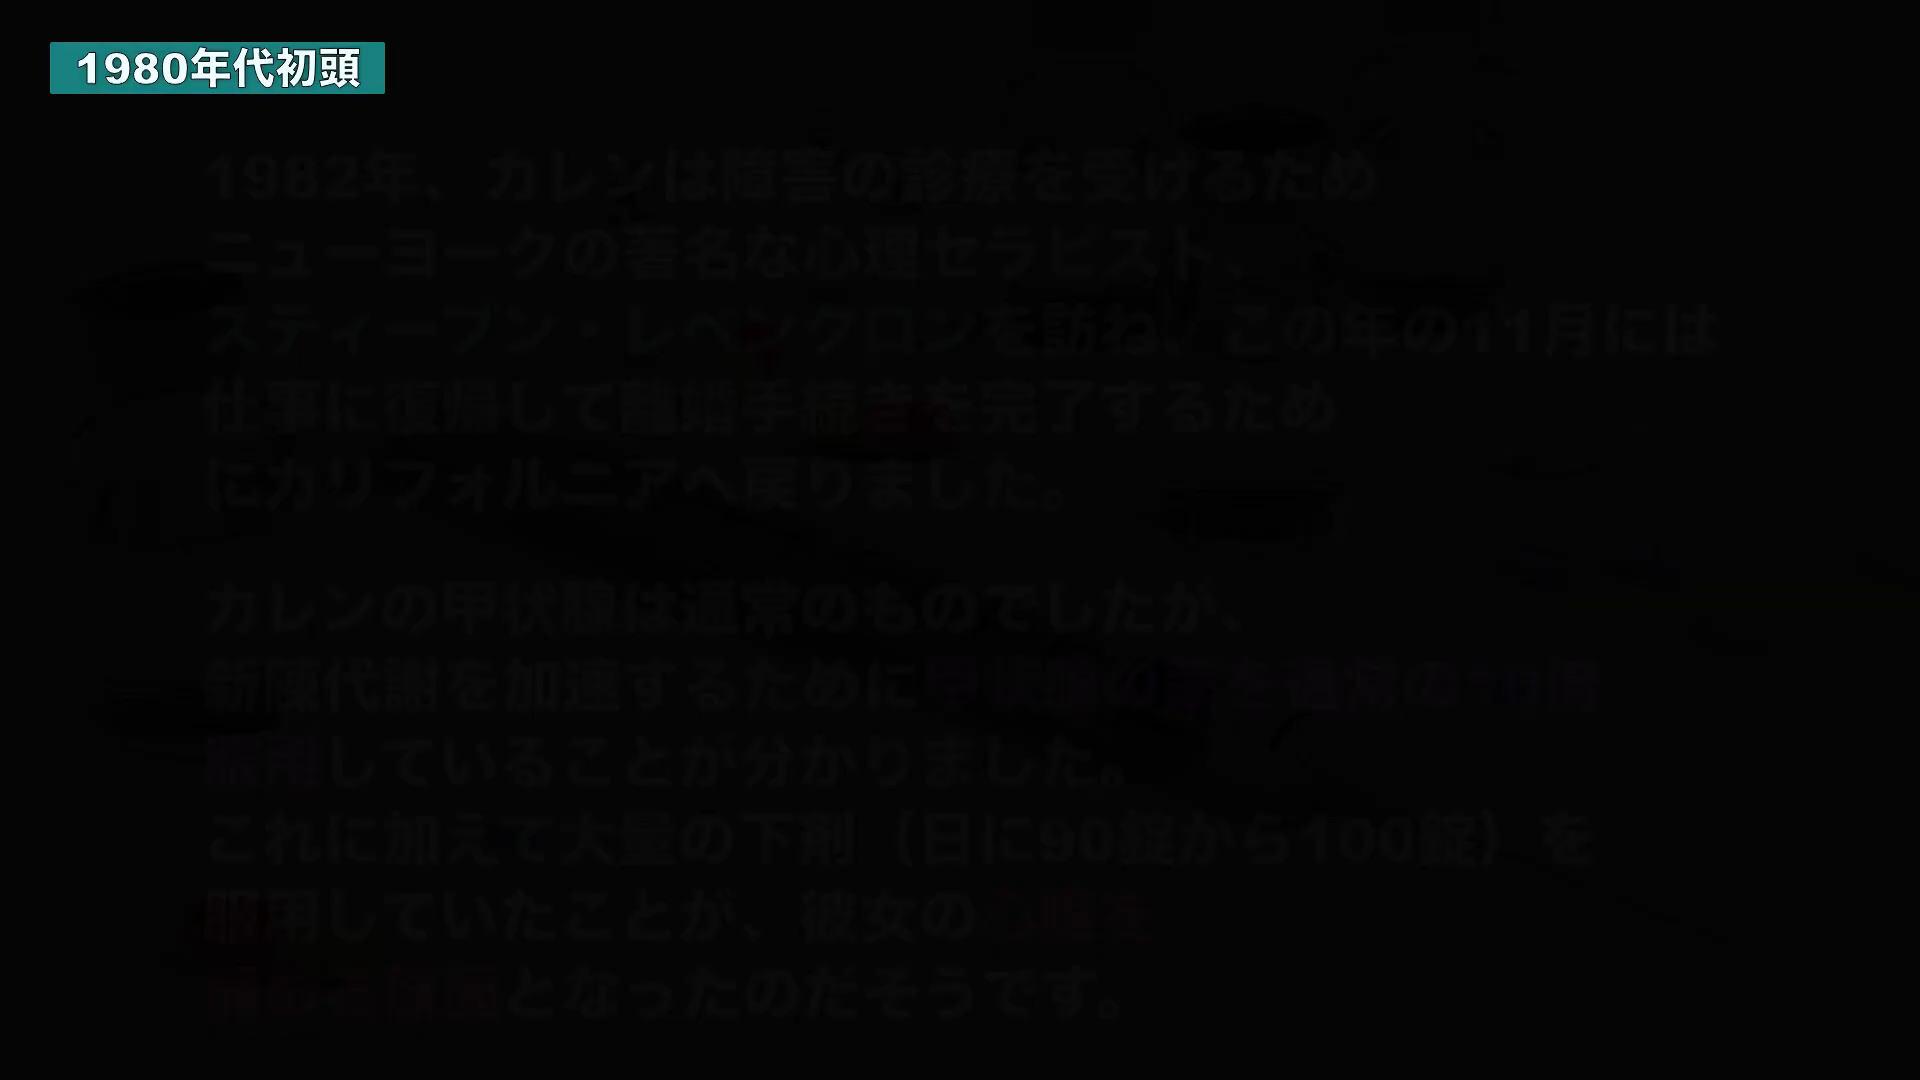 1980年代初頭
1982年、カレンは障害の診療を受けるため
ニューヨークの著名な心理セラピスト、
スティーブン・レベンクロンを訪ね、この年の11月には
仕事に復帰して離婚手続きを完了するため
にカリフォルニアへ戻りました。
カレンの甲状腺は通常のものでしたが、
新陳代謝を加速するために甲状腺の薬を通常の10倍
していることが分かりました。
これに加えて大量の下剤（日に90錠から100錠）を
服用していたことが、彼女の心臓を
となったのだそうです。